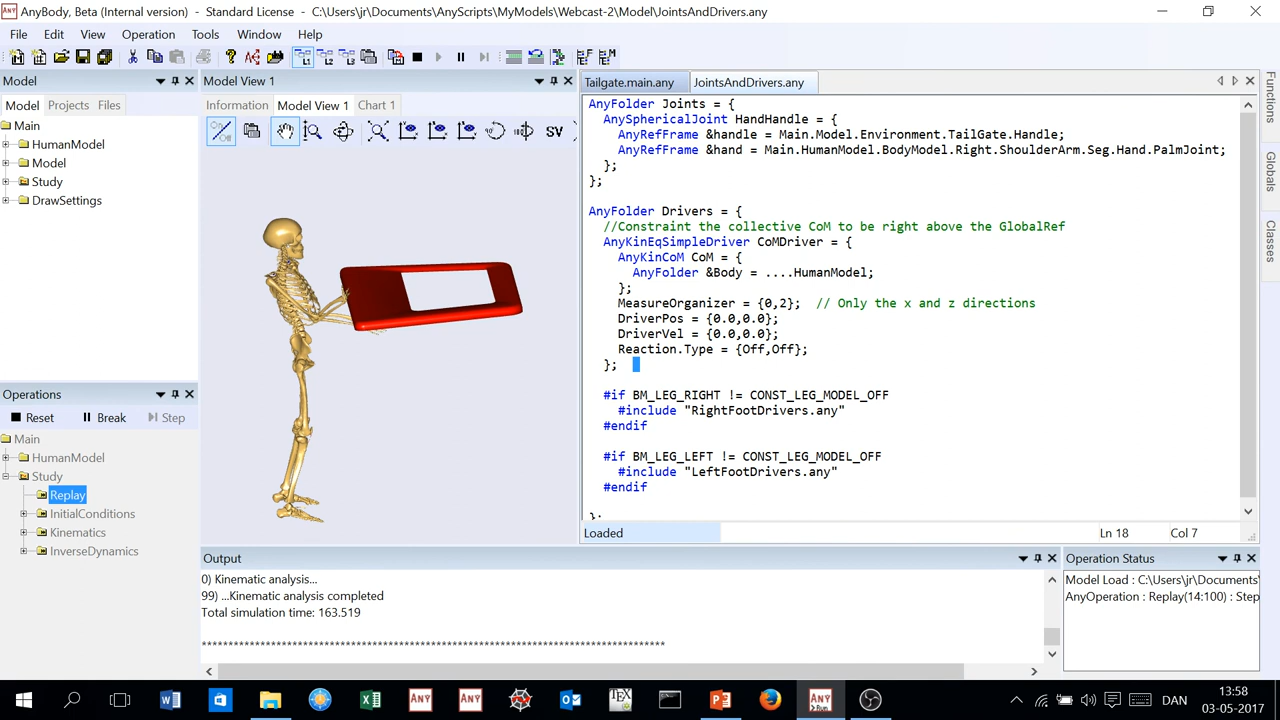 AnyBody, Beta (Internal version) - Standard License - C:\Users\jr\Documents\AnyScripts\MyModels\Webcast-2\Model\JointsAndDrivers.any
File Edit View Operation Tools Window Help
Model
Model Projects Files
Main
HumanModel
Model
Study
DrawSettings
Operations
Reset Break Step
Main
HumanModel
Study
Replay
InitialConditions
Kinematics
InverseDynamics
Model View 1
Information Model View 1 Chart 1
SV
Tailgate.main.any JointsAndDrivers.any
AnyFolder Joints = {
AnySphericalJoint HandHandle = {
AnyRefFrame &handle = Main.Model.Environment.TailGate.Handle;
AnyRefFrame &hand = Main.HumanModel.BodyModel.Right.ShoulderArm.Seg.Hand.PalmJoint;
};
};
AnyFolder Drivers = {
//Constraint the collective CoM to be right above the GlobalRef
AnyKinEqSimpleDriver CoMDriver = {
AnyKinCoM CoM = {
AnyFolder &Body = ....HumanModel;
};
MeasureOrganizer = {0,2}; // Only the x and z directions
DriverPos = {0.0,0.0};
DriverVel = {0.0,0.0};
Reaction.Type = {Off,Off};
};
#if BM_LEG_RIGHT != CONST_LEG_MODEL_OFF
#include "RightFootDrivers.any"
#endif
#if BM_LEG_LEFT != CONST_LEG_MODEL_OFF
#include "LeftFootDrivers.any"
#endif
};
Loaded Ln 18 Col 7
Functions
Globals
Classes
Output
0) Kinematic analysis...
99) ...Kinematic analysis completed
Total simulation time: 163.519
******************************************************************************************
Operation Status
Model Load : C:\Users\jr\Documents
AnyOperation : Replay(14:100) : Step
DAN
13:58
03-05-2017